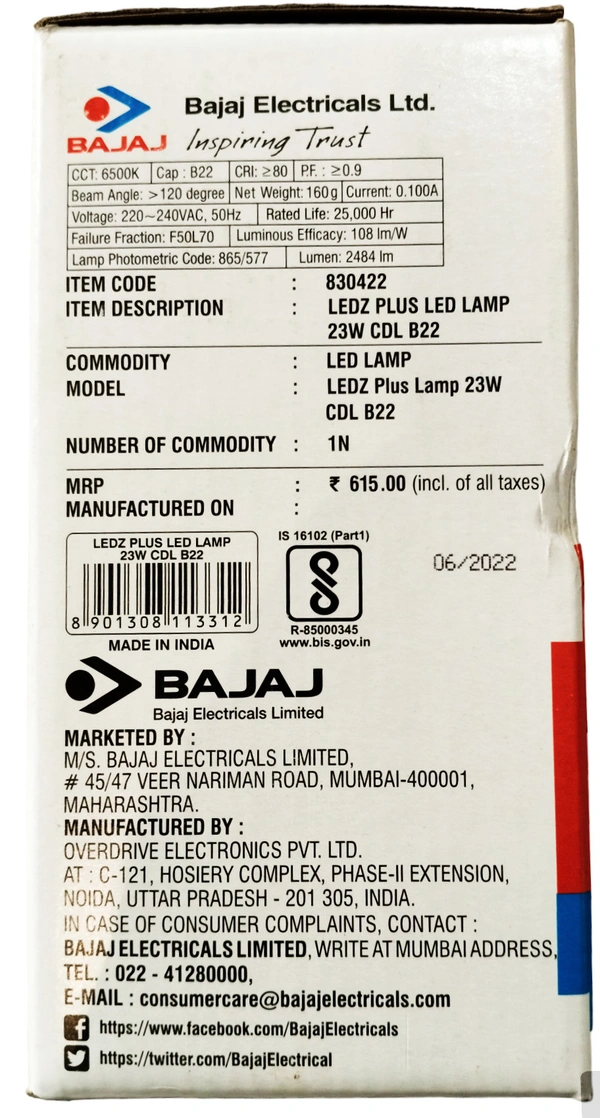 Bajaj Electricals Ltd.
BAJAJ Inspiring Trust
CCT: 6500K Cap : B22 CRI: ≥80 P.F. : ≥0.9
Beam Angle: >120 degree Net Weight: 160g Current: 0.100A
Voltage: 220~240VAC, 50Hz Rated Life: 25,000 Hr
Failure Fraction: F50L70 Luminous Efficacy: 108 lm/W
Lamp Photometric Code: 865/577 Lumen: 2484 lm
ITEM CODE : 830422
ITEM DESCRIPTION : LEDZ PLUS LED LAMP
23W CDL B22
COMMODITY : LED LAMP
MODEL : LEDZ Plus Lamp 23W
CDL B22
NUMBER OF COMMODITY : 1N
MRP : ₹ 615.00 (incl. of all taxes)
MANUFACTURED ON :
06/2022
LEDZ PLUS LED LAMP
23W CDL B22
8 901308 113312
MADE IN INDIA
IS 16102 (Part1)
R-85000345
www.bis.gov.in
BAJAJ
Bajaj Electricals Limited
MARKETED BY :
M/S. BAJAJ ELECTRICALS LIMITED,
# 45/47 VEER NARIMAN ROAD, MUMBAI-400001,
MAHARASHTRA.
MANUFACTURED BY :
OVERDRIVE ELECTRONICS PVT. LTD.
AT : C-121, HOSIERY COMPLEX, PHASE-II EXTENSION,
NOIDA, UTTAR PRADESH - 201 305, INDIA.
IN CASE OF CONSUMER COMPLAINTS, CONTACT :
BAJAJ ELECTRICALS LIMITED, WRITE AT MUMBAI ADDRESS,
TEL. : 022 - 41280000,
E-MAIL : consumercare@bajajelectricals.com
https://www.facebook.com/BajajElectricals
https://twitter.com/BajajElectrical